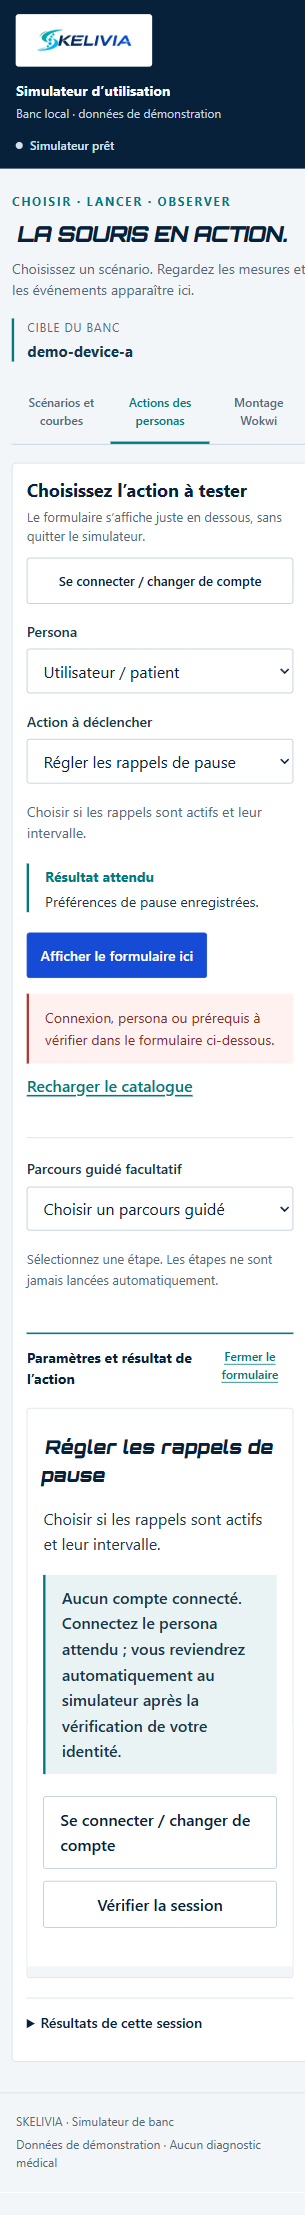 SKELIVIA
Simulateur d’utilisation
Banc local · données de démonstration
Simulateur prêt
CHOISIR · LANCER · OBSERVER
LA SOURIS EN ACTION.
Choisissez un scénario. Regardez les mesures et
les événements apparaître ici.
CIBLE DU BANC
demo-device-a
Scénarios et
courbes
Actions des
personas
Montage
Wokwi
Choisissez l’action à tester
Le formulaire s’affiche juste en dessous, sans
quitter le simulateur.
Se connecter / changer de compte
Persona
Utilisateur / patient
Action à déclencher
Régler les rappels de pause
Choisir si les rappels sont actifs et leur
intervalle.
Résultat attendu
Préférences de pause enregistrées.
Afficher le formulaire ici
Connexion, persona ou prérequis à
vérifier dans le formulaire ci-dessous.
Recharger le catalogue
Parcours guidé facultatif
Choisir un parcours guidé
Sélectionnez une étape. Les étapes ne sont
jamais lancées automatiquement.
Paramètres et résultat de
l’action
Fermer le
formulaire
Régler les rappels de
pause
Choisir si les rappels sont actifs
et leur intervalle.
Aucun compte connecté.
Connectez le persona
attendu ; vous reviendrez
automatiquement au
simulateur après la
vérification de votre
identité.
Se connecter / changer de
compte
Vérifier la session
Résultats de cette session
SKELIVIA · Simulateur de banc
Données de démonstration · Aucun diagnostic
médical